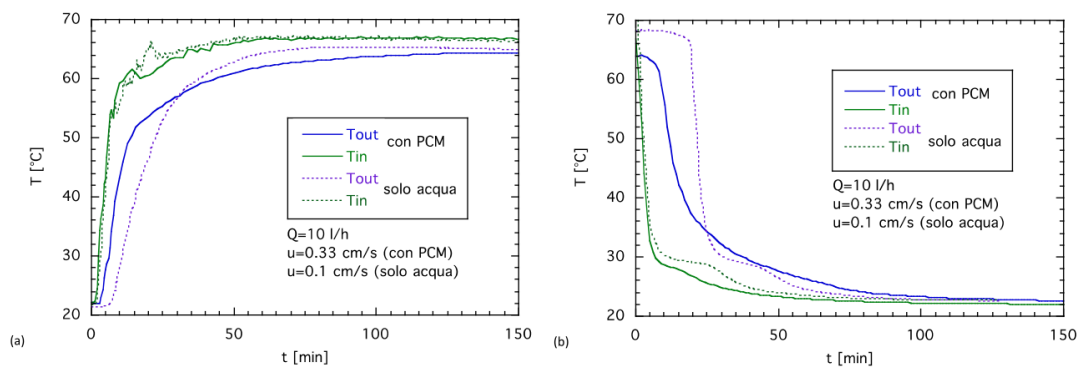 70
60
50
40
30
20
T [°C]
0
50
100
150
t [min]
Tout
con PCM
Tin
Tout
solo acqua
Tin
Q=10 l/h
u=0.33 cm/s (con PCM)
u=0.1 cm/s (solo acqua)
(a)
70
60
50
40
30
20
T [°C]
0
50
100
150
t [min]
Tout
con PCM
Tin
Tout
solo acqua
Tin
Q=10 l/h
u=0.33 cm/s (con PCM)
u=0.1 cm/s (solo acqua)
(b)